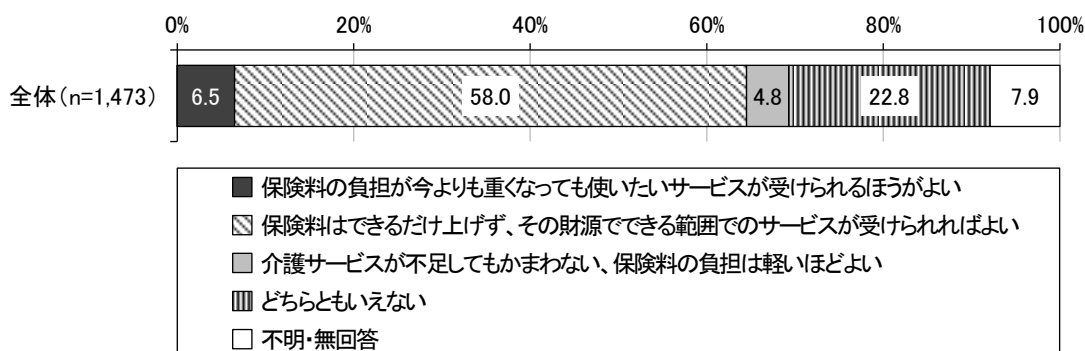 0% 20% 40% 60% 80% 100%
全体(n=1,473) 6.5 58.0 4.8 22.8 7.9
保険料の負担が今よりも重くなっても使いたいサービスが受けられるほうがよい
保険料はできるだけ上げず、その財源でできる範囲でのサービスが受けられればよい
介護サービスが不足してもかまわない、保険料の負担は軽いほどよい
どちらともいえない
不明・無回答